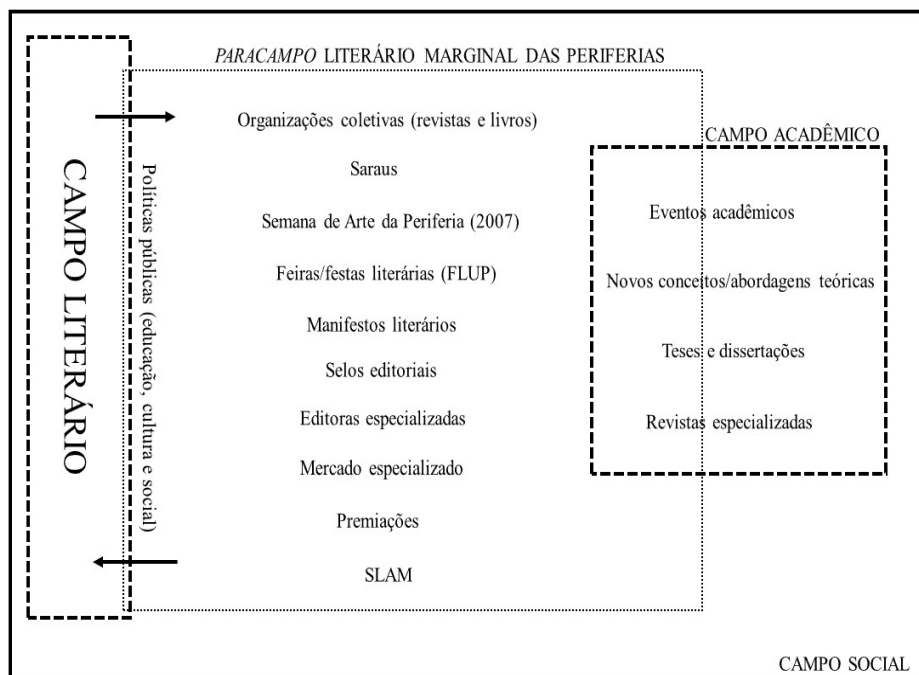 PARACAMPO LITERÁRIO MARGINAL DAS PERIFERIAS
CAMPO LITERÁRIO
Políticas públicas (educação, cultura e social)
Organizações coletivas (revistas e livros)
Saraus
Semana de Arte da Periferia (2007)
Feiras/festas literárias (FLUP)
Manifestos literários
Selos editoriais
Editoras especializadas
Mercado especializado
Premiações
SLAM
CAMPO ACADÊMICO
Eventos acadêmicos
Novos conceitos/abordagens teóricas
Teses e dissertações
Revistas especializadas
CAMPO SOCIAL